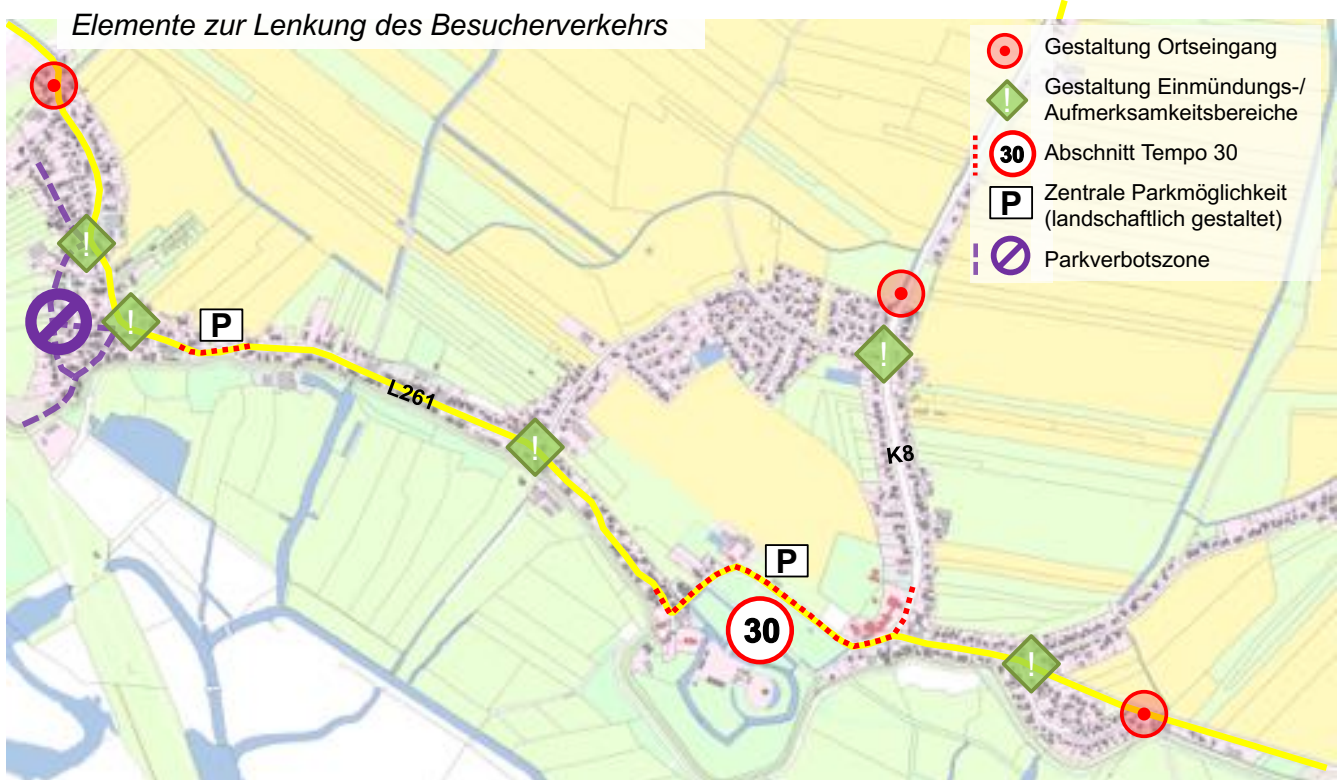 Elemente zur Lenkung des Besucherverkehrs
Gestaltung Ortseingang
! Gestaltung Einmündungs-/
Aufmerksamkeitsbereiche
30 Abschnitt Tempo 30
P Zentrale Parkmöglichkeit
(landschaftlich gestaltet)
Parkverbotszone
!
!
P
!
L261
!
K8
P
30
!